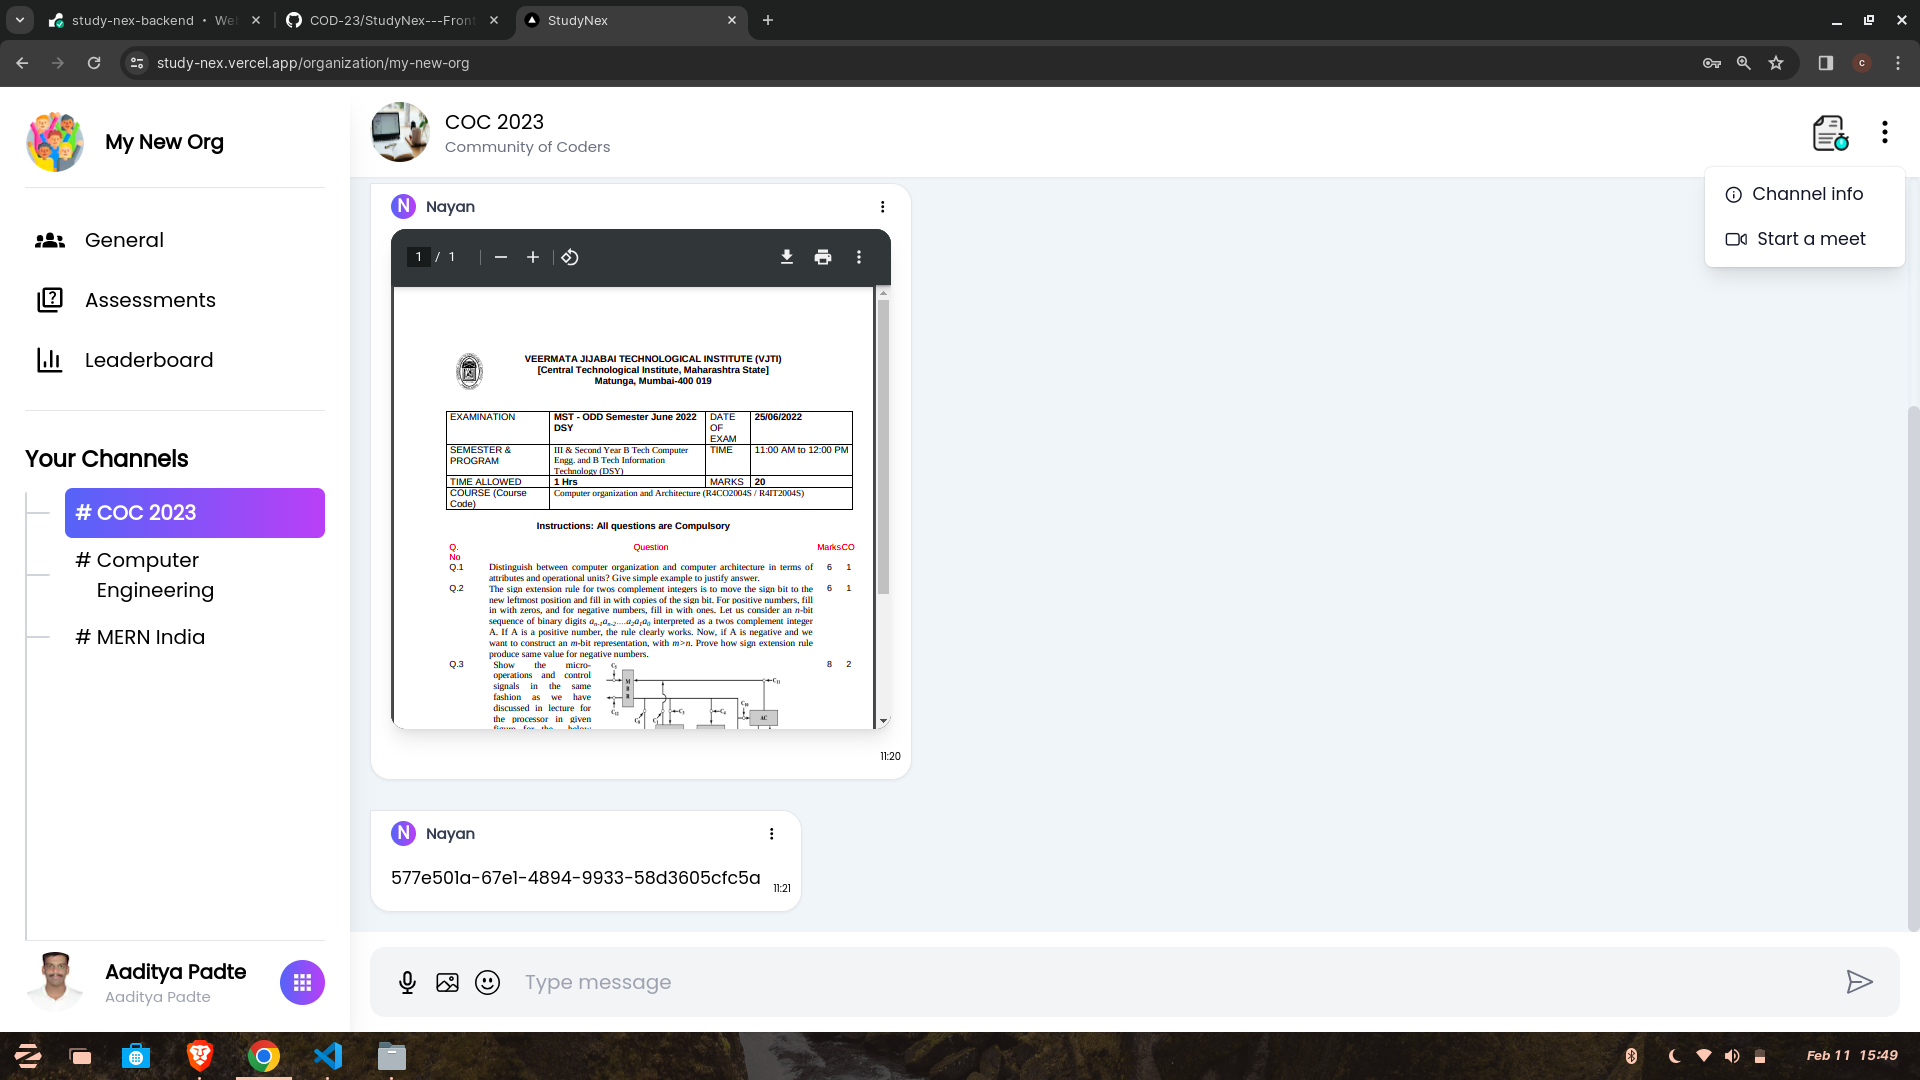 study-net-backend · We
COD-23/StudyNex---Front
StudyNex
study-nex.vercel.app/organization/my-new-org
C
My New Org
General
Assessments
Leaderboard
Your Channels
# COC 2023
# Computer
Engineering
# MERN India
Aaditya Padte
Aaditya Padte
COC 2023
Community of Coders
Channel info
Start a meet
N Nayan
1 / 1
VEERMATA JIJABAI TECHNOLOGICAL INSTITUTE (VJTI)
[Central Technological Institute, Maharashtra State]
Matunga, Mumbai-400 019
EXAMINATION MST - ODD Semester June 2022 DATE 25/06/2022
DSY OF
EXAM
SEMESTER & III & Second Year B Tech Computer TIME 11:00 AM to 12:00 PM
PROGRAM Engg. and B Tech Information
Technology (DSY)
TIME ALLOWED 1 Hrs MARKS 20
COURSE (Course Computer organization and Architecture (R4CO2004S / R4IT2004S)
Code)
Instructions: All questions are Compulsory
Q. Question Marks CO
No
Q.1 Distinguish between computer organization and computer architecture in terms of 6 1
attributes and operational units? Give simple example to justify answer.
Q.2 The sign extension rule for twos complement integers is to move the sign bit to the 6 1
new leftmost position and fill in with copies of the sign bit. For positive numbers, fill
in with zeros, and for negative numbers, fill in with ones. Let us consider an n-bit
sequence of binary digits an-1an-2....a2a1a0 interpreted as a twos complement integer
A. If A is a positive number, the rule clearly works. Now, if A is negative and we
want to construct an m-bit representation, with m>n. Prove how sign extension rule
produce same value for negative numbers.
Q.3 Show the micro- 8 2
operations and control
signals in the same
fashion as we have
discussed in lecture for
the processor in given
figure for the below
C5
M
B
R
C11
C12
C8
C3
C4
C10
AC
11:20
N Nayan
577e501a-67e1-4894-9933-58d3605cfc5a
11:21
Type message
Feb 11 15:49